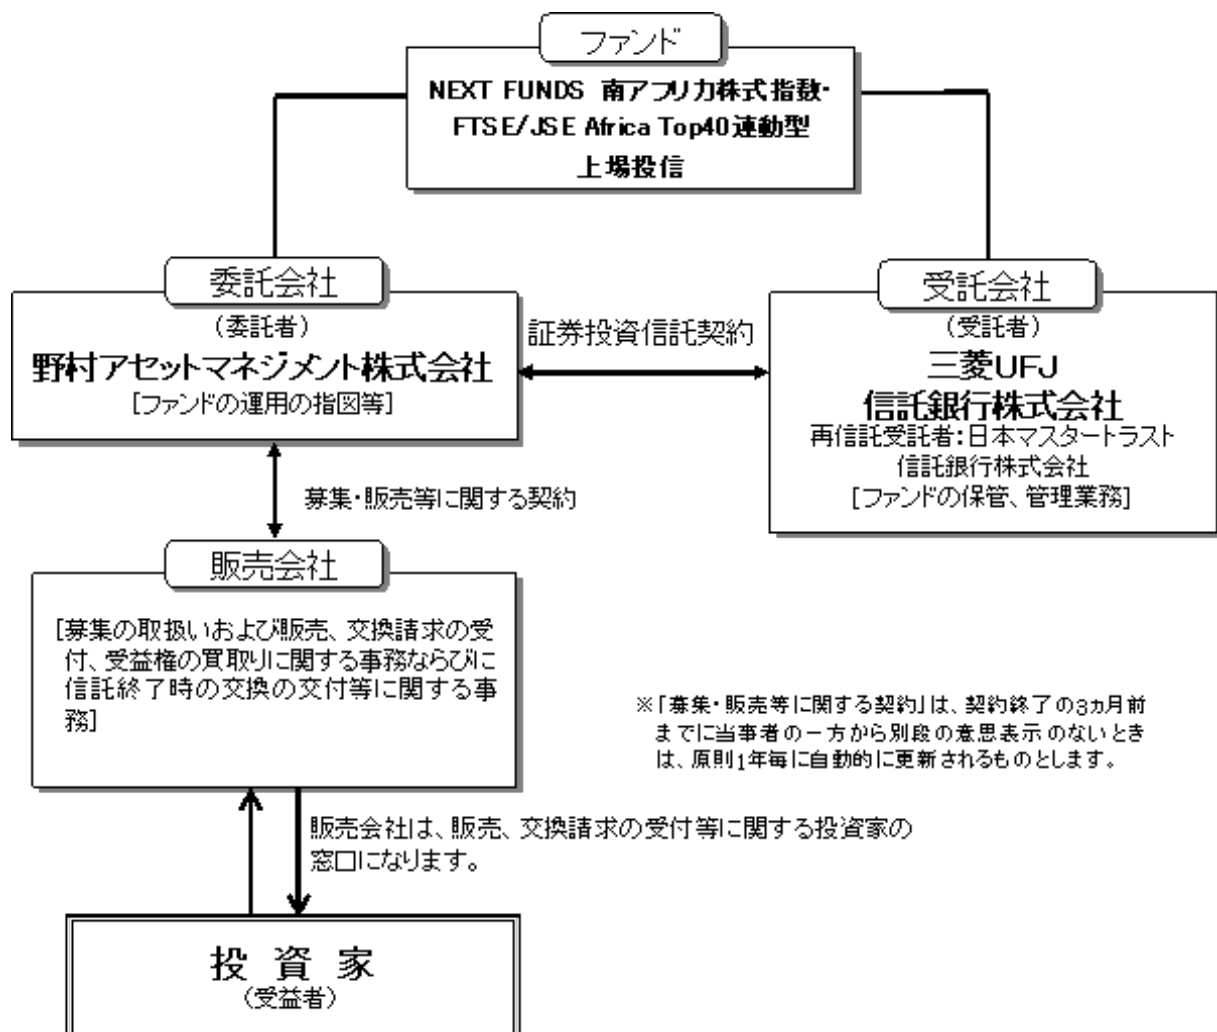 ファンド
NEXT FUNDS 南アフリカ株式指数・
FTSE/JSE Africa Top40連動型
上場投信
委託会社
(委託者)
野村アセットマネジメント株式会社
[ファンドの運用の指図等]
証券投資信託契約
受託会社
(受託者)
三菱UFJ
信託銀行株式会社
再信託受託者:日本マスタートラスト
信託銀行株式会社
[ファンドの保管、管理業務]
募集・販売等に関する契約
販売会社
[募集の取扱いおよび販売、交換請求の受
付、受益権の買取りに関する事務ならびに
信託終了時の交換の交付等に関する事
務]
※「募集・販売等に関する契約」は、契約終了の3ヵ月前
までに当事者の一方から別段の意思表示のないとき
は、原則1年毎に自動的に更新されるものとします。
販売会社は、販売、交換請求の受付等に関する投資家の
窓口になります。
投 資 家
(受益者)